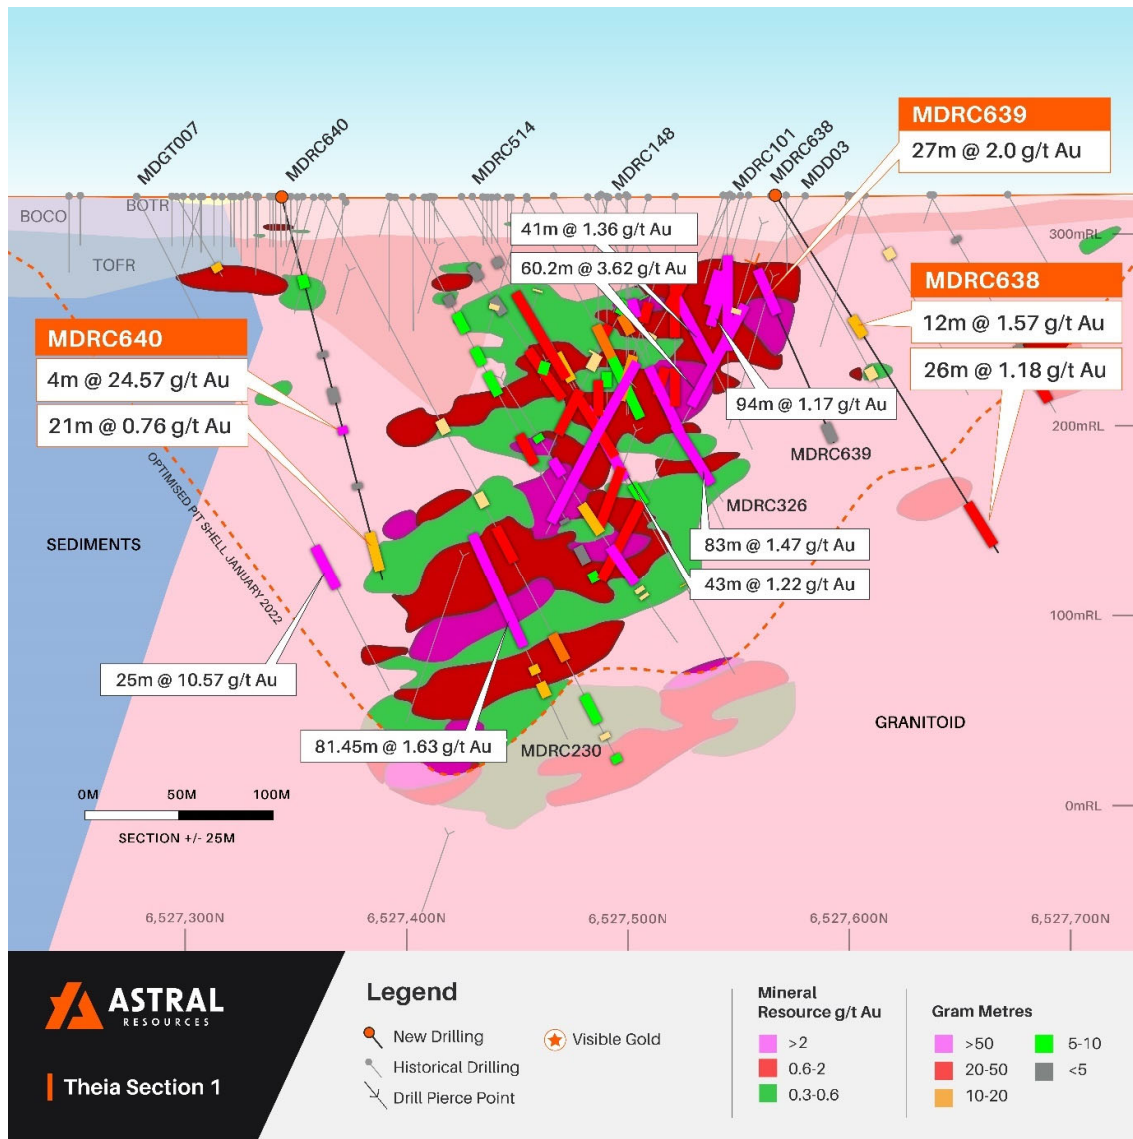 MDGT007
MDRC640
MDRC514
MDRC148
MDRC101
MDRC638
MDD03
MDRC639
27m @ 2.0 g/t Au
BOCO
BOTR
TOFR
41m @ 1.36 g/t Au
60.2m @ 3.62 g/t Au
300mRL
MDRC638
12m @ 1.57 g/t Au
26m @ 1.18 g/t Au
MDRC640
4m @ 24.57 g/t Au
21m @ 0.76 g/t Au
94m @ 1.17 g/t Au
200mRL
MDRC639
OPTIMISED PIT SHELL JANUARY 2022
MDRC326
SEDIMENTS
83m @ 1.47 g/t Au
43m @ 1.22 g/t Au
100mRL
25m @ 10.57 g/t Au
GRANITOID
81.45m @ 1.63 g/t Au
MDRC230
0M 50M 100M
SECTION +/- 25M
0mRL
6,527,300N 6,527,400N 6,527,500N 6,527,600N 6,527,700N
ASTRAL
RESOURCES
Theia Section 1
Legend
New Drilling
Historical Drilling
Drill Pierce Point
Visible Gold
Mineral
Resource g/t Au
>2
0.6-2
0.3-0.6
Gram Metres
>50
20-50
10-20
5-10
<5